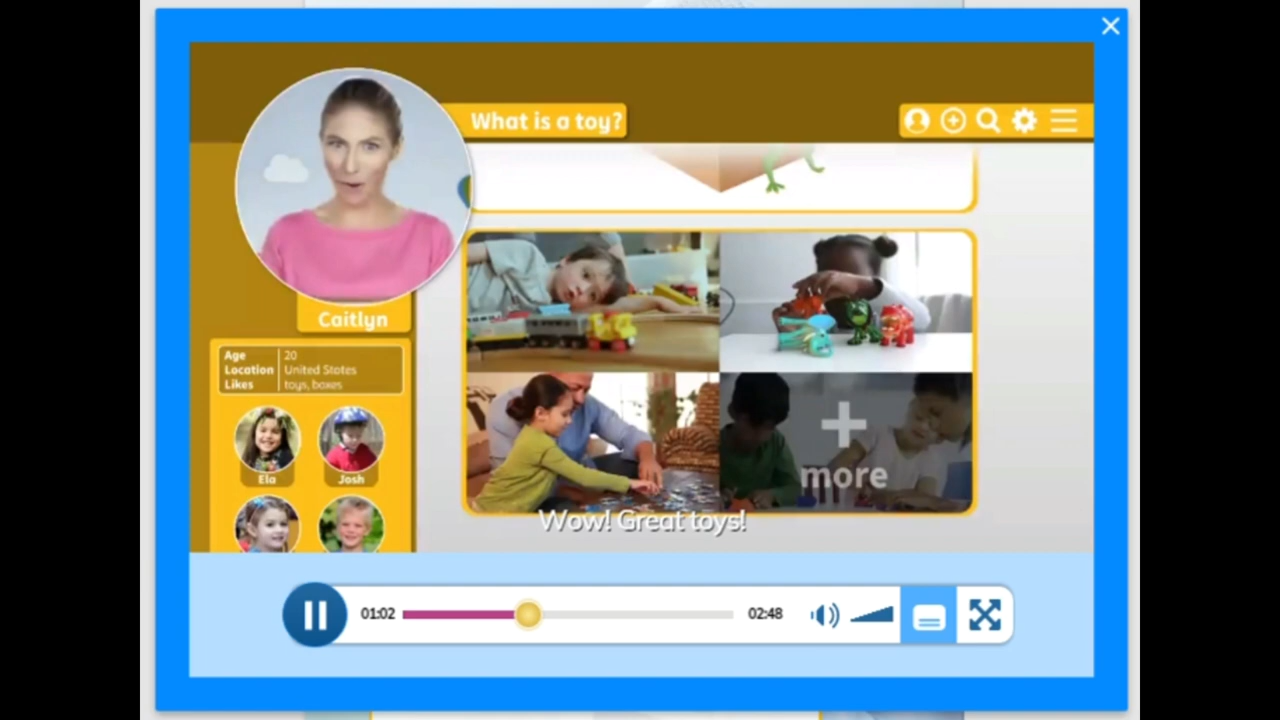 What is a toy?
Caitlyn
Age 20
Location United States
Likes toys, boxes
Ela
Josh
+
more
Wow! Great toys!
01:02
02:48